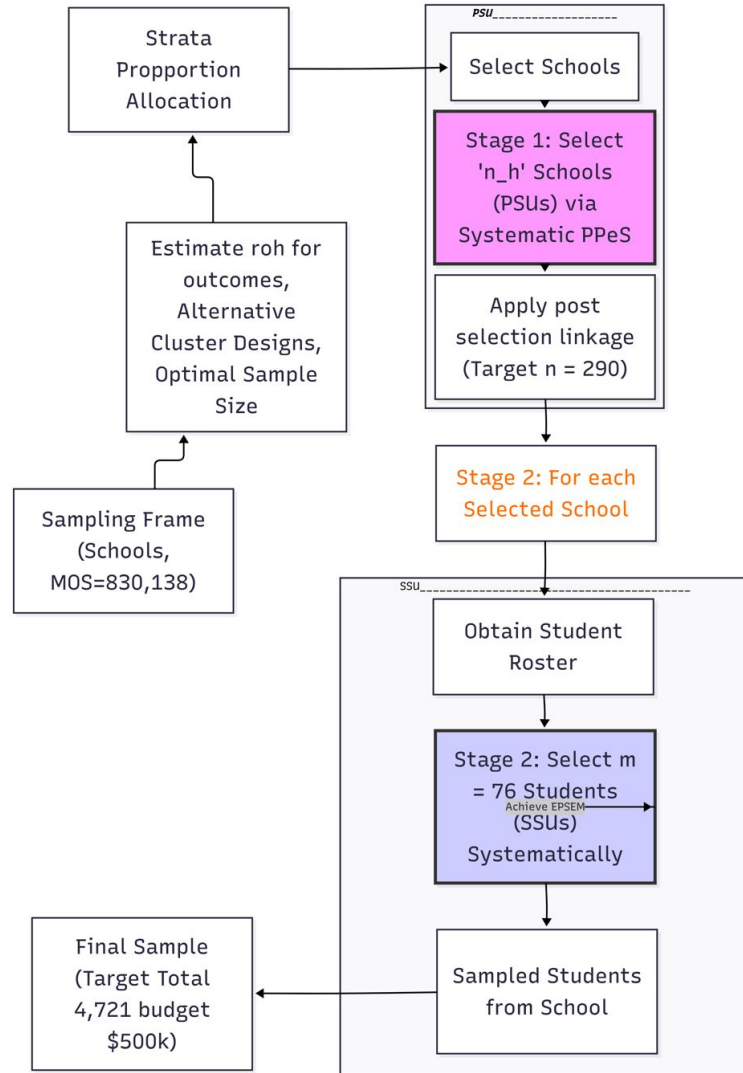 Strata
Propportion
Allocation
Estimate roh for
outcomes,
Alternative
Cluster Designs,
Optimal Sample
Size
Sampling Frame
(Schools,
MOS=830,138)
PSU____________________
Select Schools
Stage 1: Select
'n_h' Schools
(PSUs) via
Systematic PPeS
Apply post
selection linkage
(Target n = 290)
Stage 2: For each
Selected School
SSU______________________________
Obtain Student
Roster
Stage 2: Select m
= 76 Students
Achieve EPSEM
(SSUs)
Systematically
Sampled Students
from School
Final Sample
(Target Total
4,721 budget
$500k)